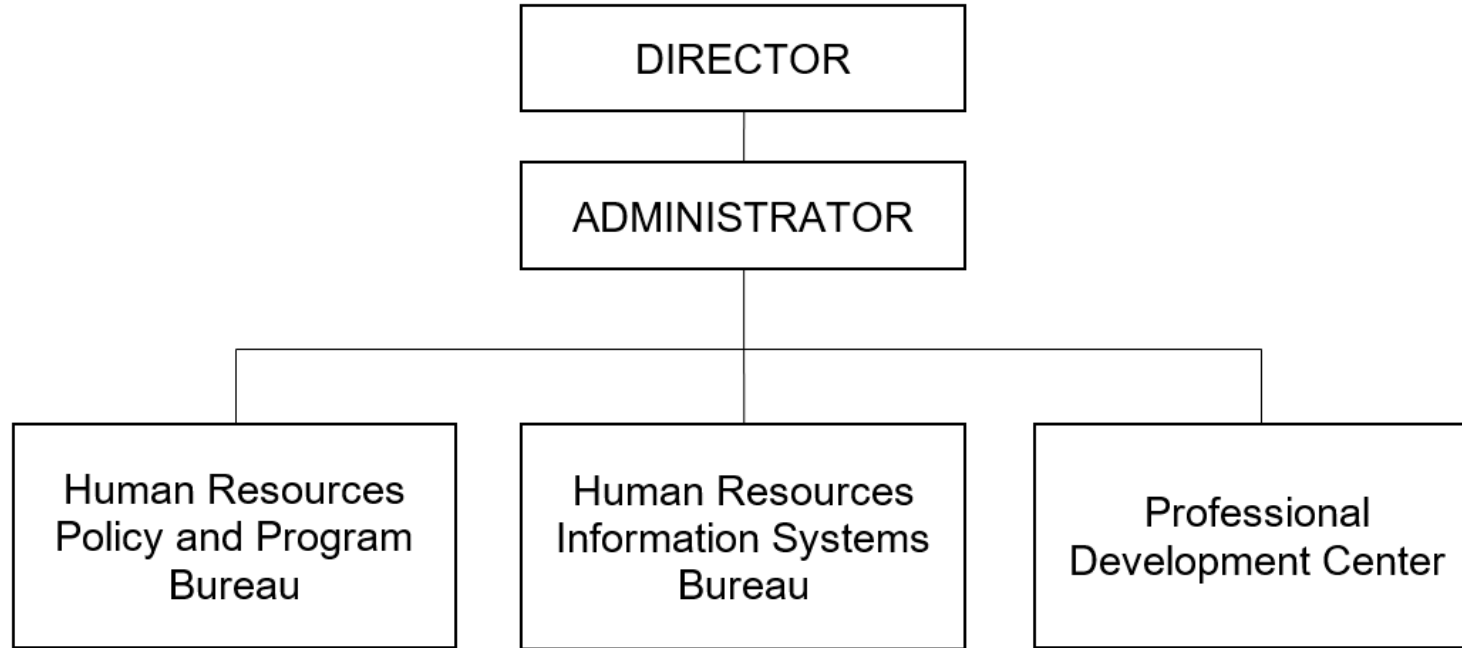 DIRECTOR
ADMINISTRATOR
Human Resources
Policy and Program
Bureau
Human Resources
Information Systems
Bureau
Professional
Development Center